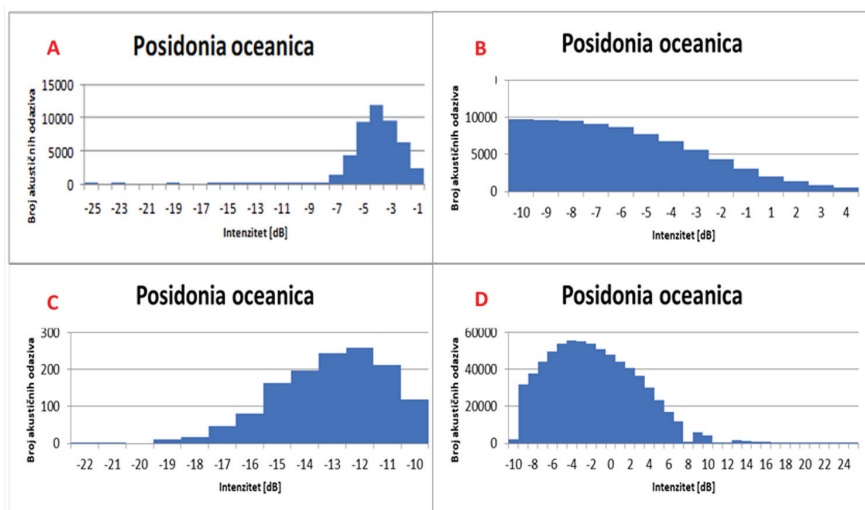 A
Posidonia oceanica
Broj akustičnih odaziva
15000
10000
5000
0
-25 -23 -21 -19 -17 -15 -13 -11 -9 -7 -5 -3 -1
Intenzitet [dB]
B
Posidonia oceanica
Broj akustičnih odaziva
10000
5000
0
-10 -9 -8 -7 -6 -5 -4 -3 -2 -1 1 2 3 4
Intenzitet [dB]
C
Posidonia oceanica
Broj akustičnih odaziva
300
200
100
0
-22 -21 -20 -19 -18 -17 -16 -15 -14 -13 -12 -11 -10
Intenzitet [dB]
D
Posidonia oceanica
Broj akustičnih odaziva
60000
40000
20000
0
-10 -8 -6 -4 -2 0 2 4 6 8 10 12 14 16 18 20 22 24
Intenzitet [dB]